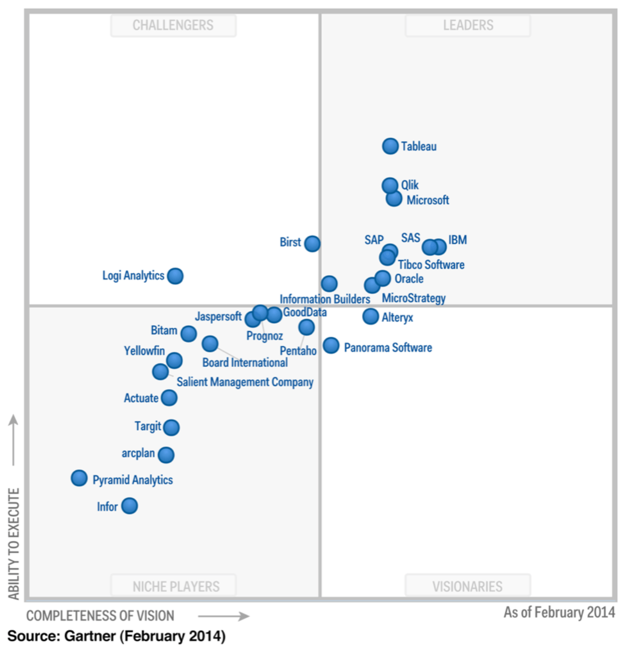 CHALLENGERS
LEADERS
Tableau
Qlik
Microsoft
Birst
SAP
SAS
IBM
Tibco Software
Logi Analytics
Oracle
Information Builders
MicroStrategy
Jaspersoft
GoodData
Alteryx
Bitam
Prognoz
Yellowfin
Pentaho
Panorama Software
Board International
Salient Management Company
Actuate
Targit
arcplan
Pyramid Analytics
Infor
ABILITY TO EXECUTE
NICHE PLAYERS
VISIONARIES
COMPLETENESS OF VISION
As of February 2014
Source: Gartner (February 2014)